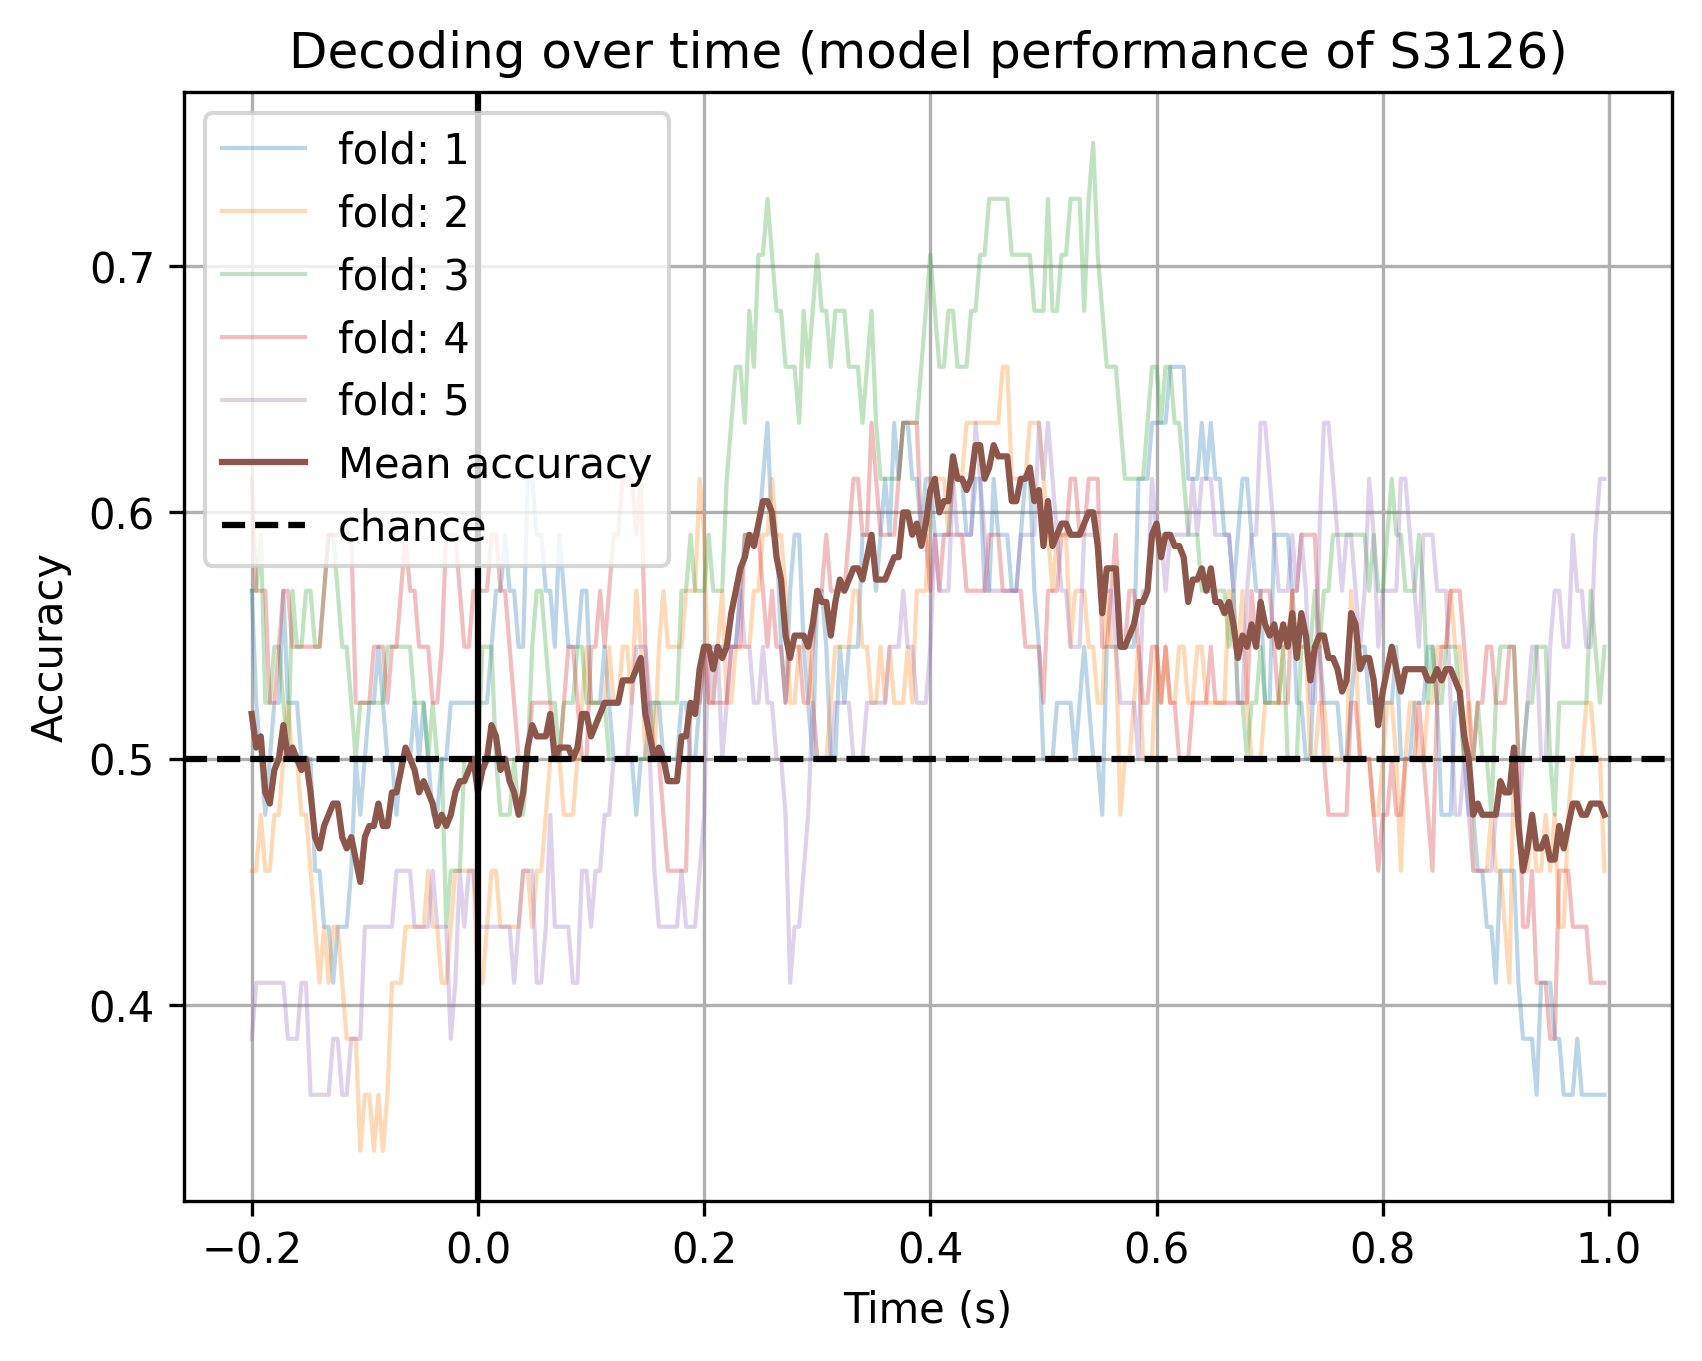 Decoding over time (model performance of S3126)
fold: 1
fold: 2
fold: 3
fold: 4
fold: 5
Mean accuracy
chance
0.7
0.6
0.5
0.4
Accuracy
−0.2 0.0 0.2 0.4 0.6 0.8 1.0
Time (s)